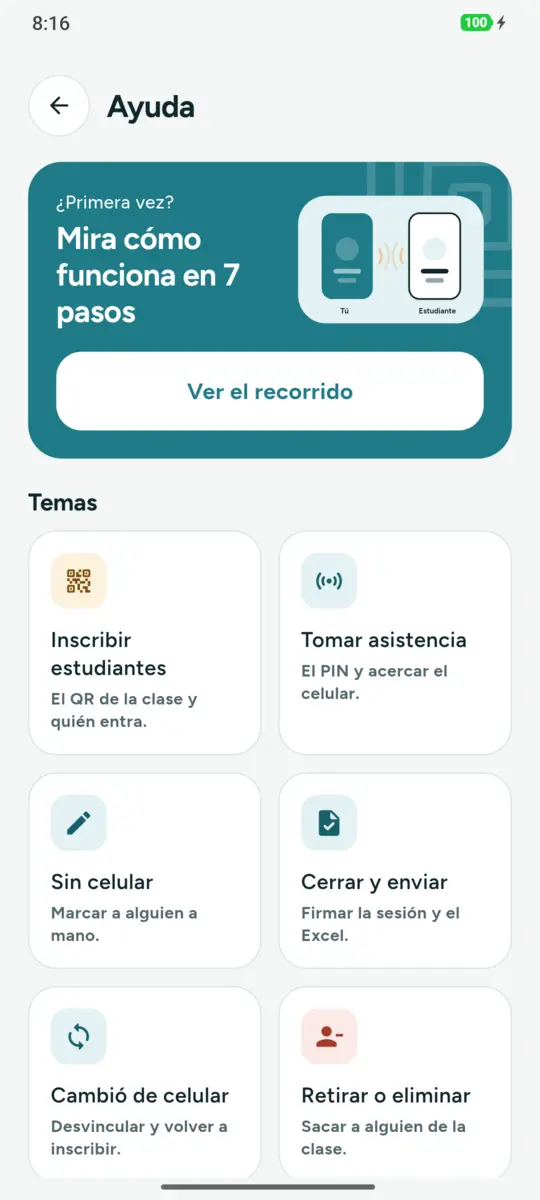 8:16
100
Ayuda
¿Primera vez?
Mira cómo
funciona en 7
pasos
Tú
Estudiante
Ver el recorrido
Temas
Inscribir
estudiantes
El QR de la clase y
quién entra.
Tomar asistencia
El PIN y acercar el
celular.
Sin celular
Marcar a alguien a
mano.
Cerrar y enviar
Firmar la sesión y el
Excel.
Cambió de celular
Desvincular y volver a
inscribir.
Retirar o eliminar
Sacar a alguien de la
clase.